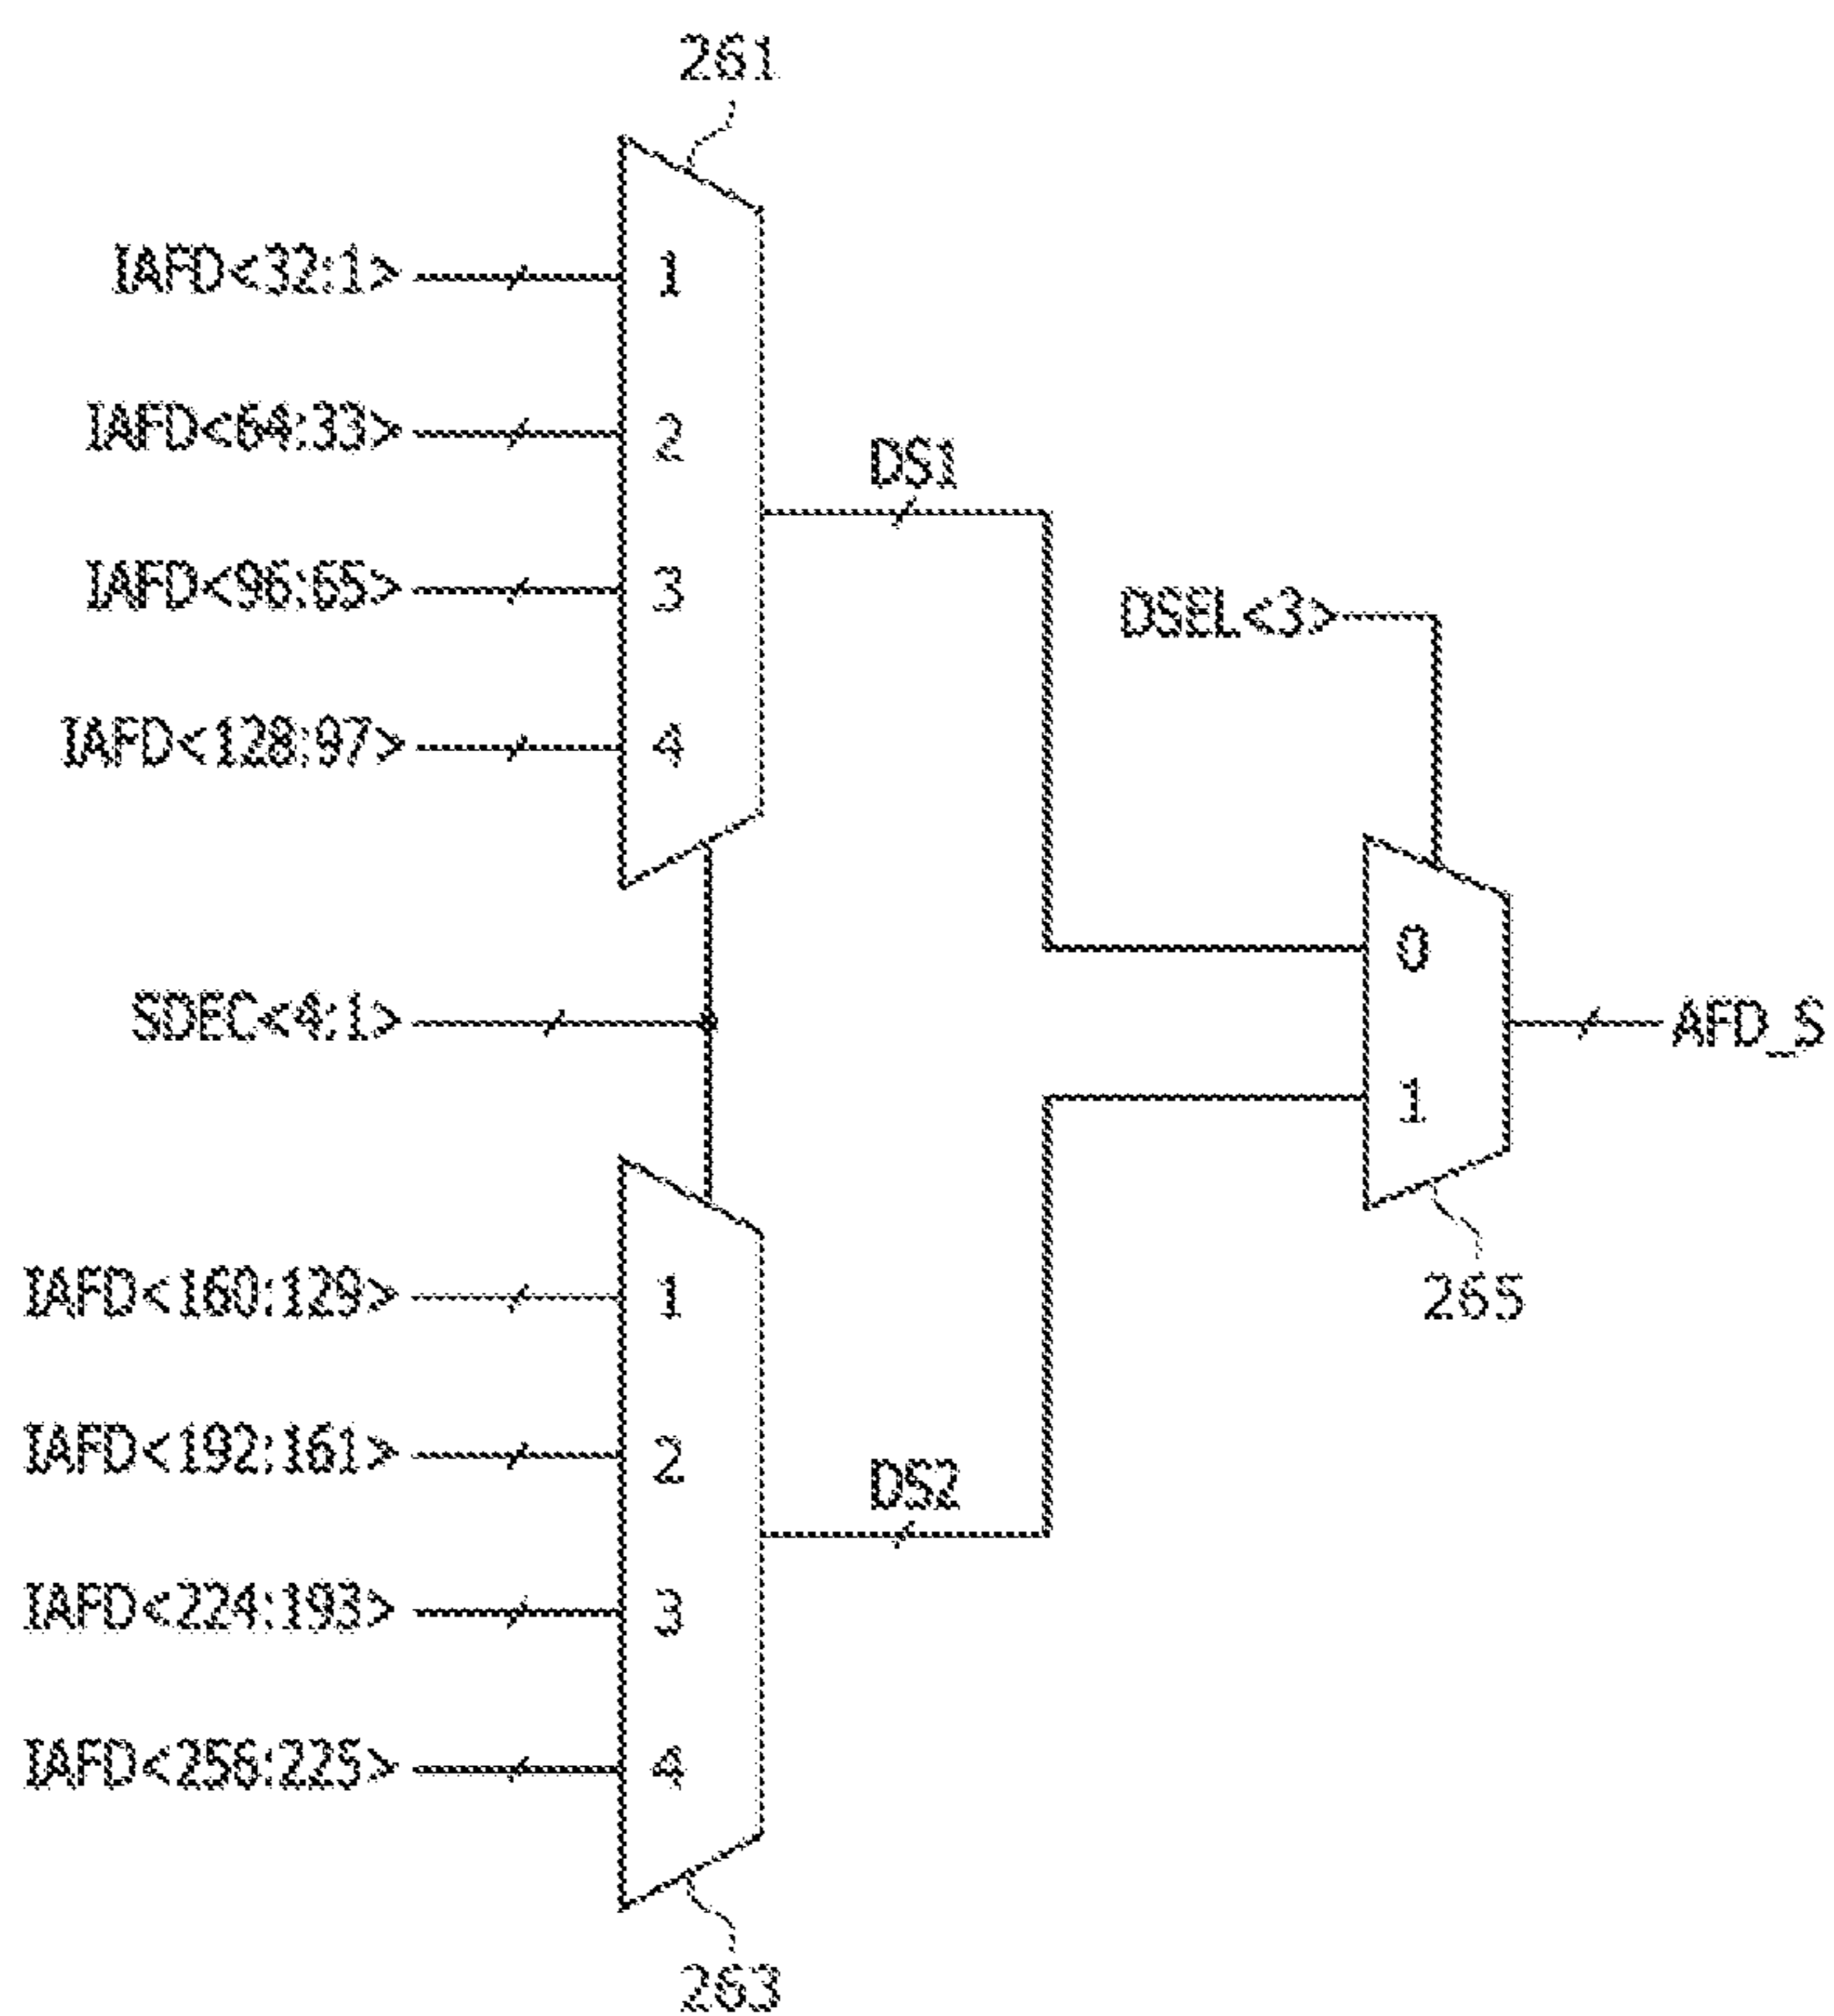 261
IAFD<32:1>
1
IAFD<64:33>
2
DS1
IAFD<96:65>
3
DSEL<3>
IAFD<128:97>
4
0
SDEC<4:1>
AFD_S
1
IAFD<160:129>
1
265
IAFD<192:161>
2
DS2
IAFD<224:193>
3
IAFD<256:225>
4
263